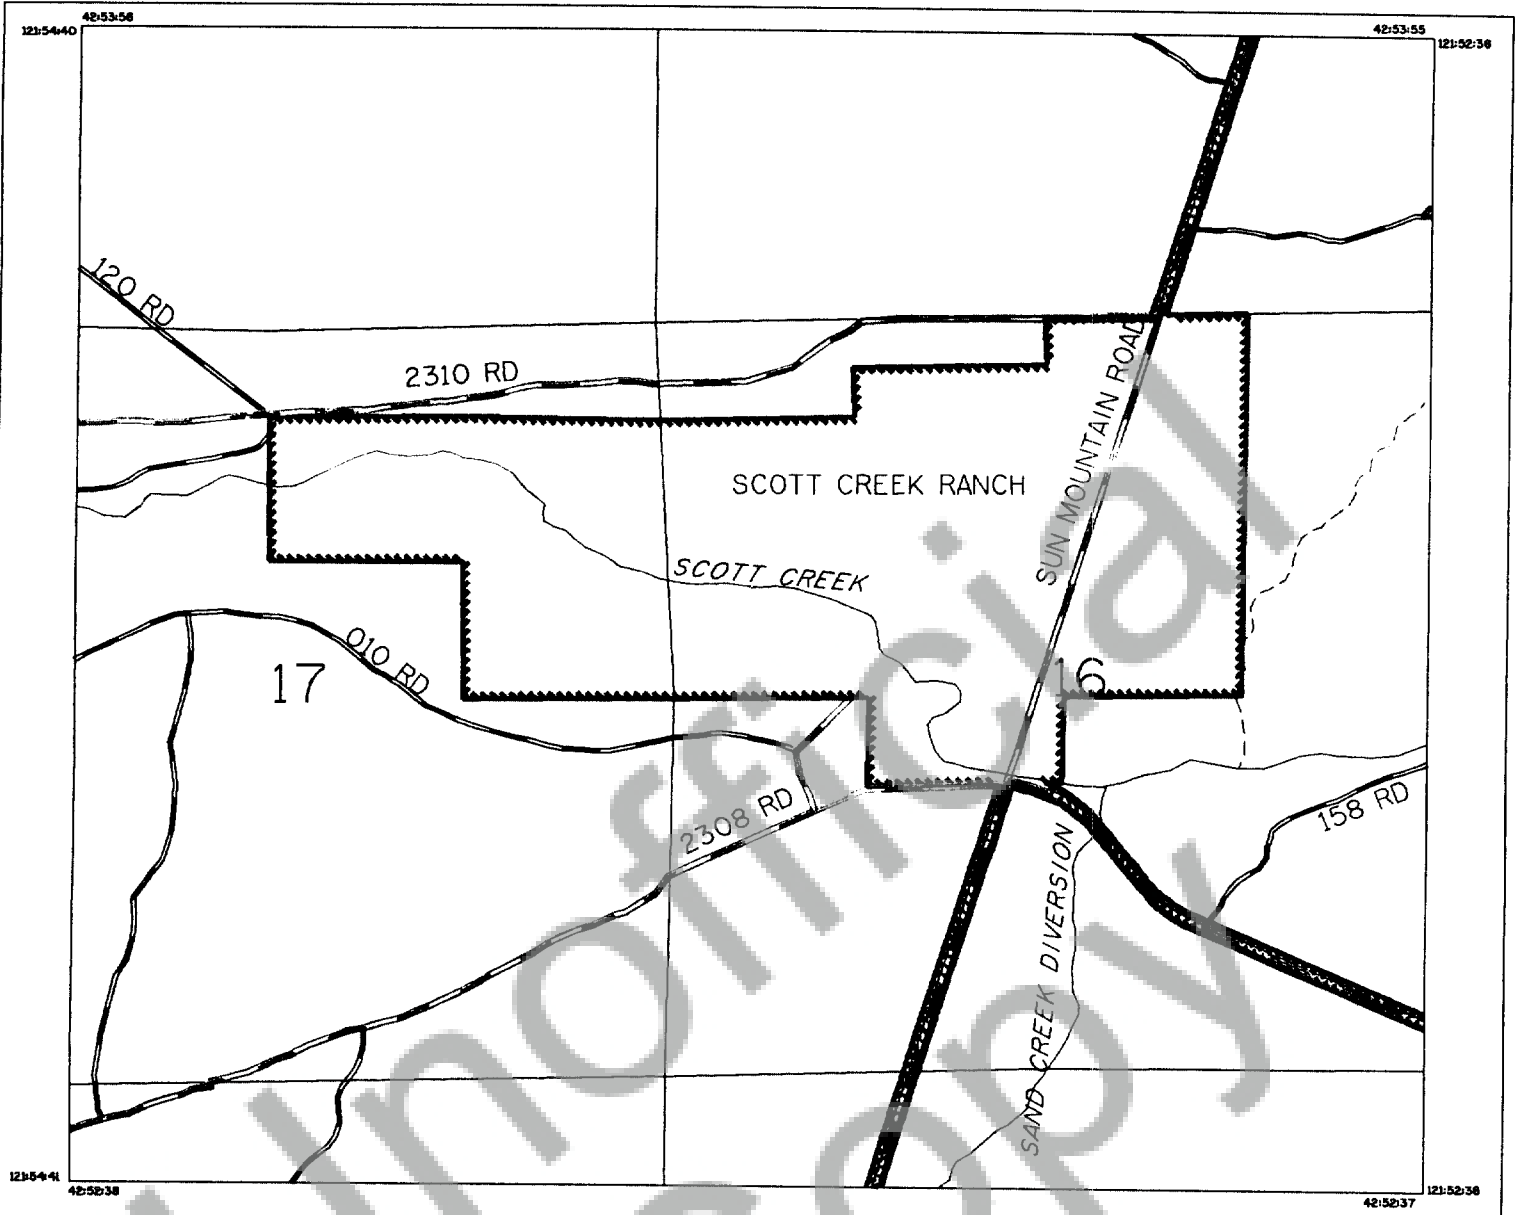 42:53:56
42:53:55
121:54:40
121:52:36
120 RD
2310 RD
SUN MOUNTAIN ROAD
SCOTT CREEK RANCH
SCOTT CREEK
17
010 RD
16
2308 RD
158 RD
SAND CREEK DIVERSION
121:54:41
42:52:38
121:52:36
42:52:37
Unofficial
Copy